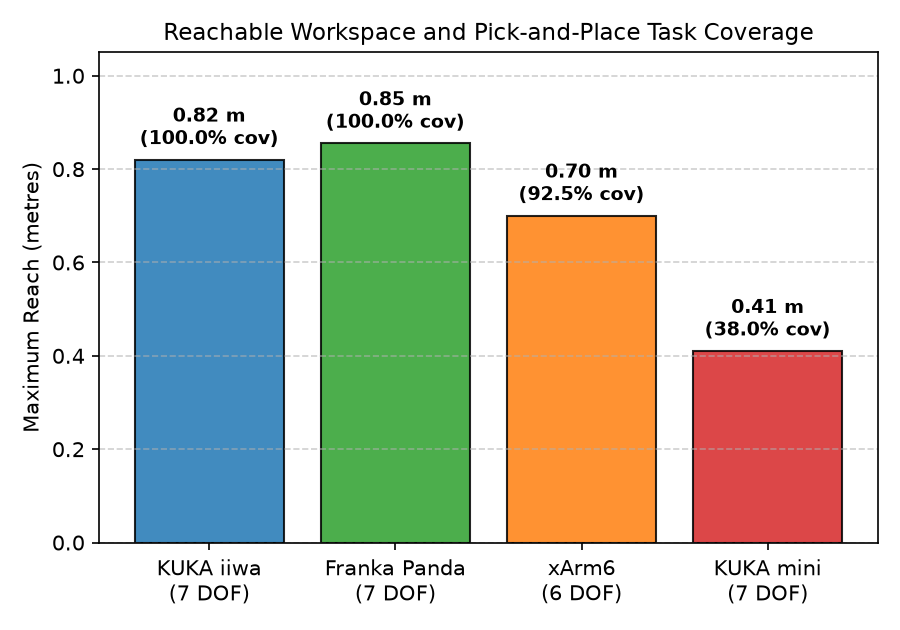 Reachable Workspace and Pick-and-Place Task Coverage
Maximum Reach (metres)
1.0
0.8
0.6
0.4
0.2
0.0
0.82 m
(100.0% cov)
0.85 m
(100.0% cov)
0.70 m
(92.5% cov)
0.41 m
(38.0% cov)
KUKA iiwa
(7 DOF)
Franka Panda
(7 DOF)
xArm6
(6 DOF)
KUKA mini
(7 DOF)